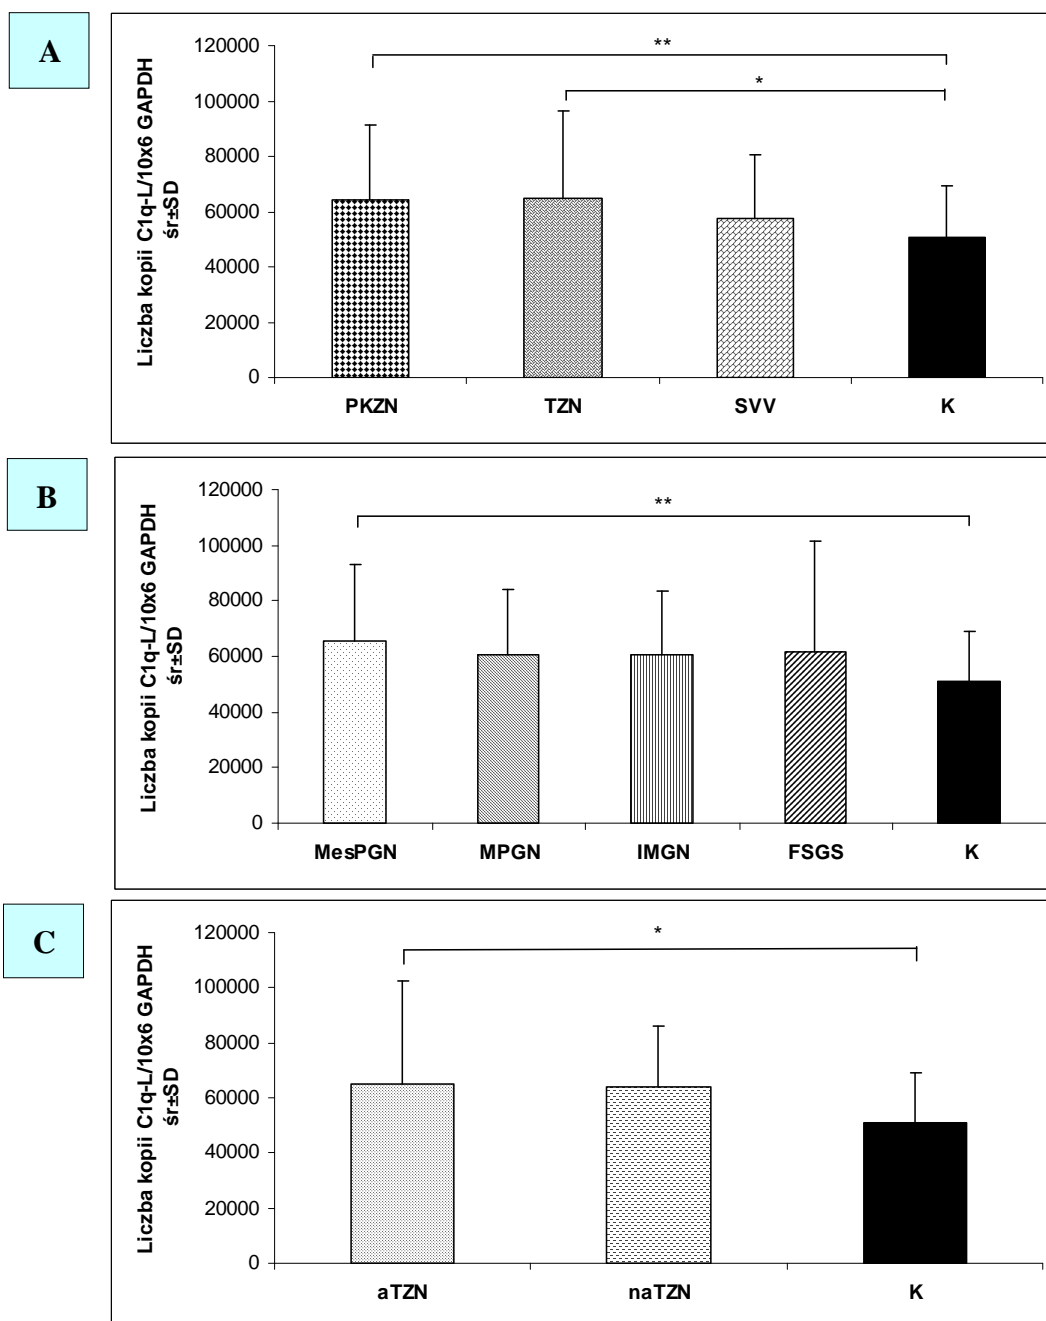 A
Liczba kopii C1q-L/10x6 GAPDH
śr±SD
120000
100000
80000
60000
40000
20000
0
**
*
PKZN TZN SVV K
B
Liczba kopii C1q-L/10x6 GAPDH
śr±SD
120000
100000
80000
60000
40000
20000
0
**
MesPGN MPGN IMGN FSGS K
C
Liczba kopii C1q-L/10x6 GAPDH
śr±SD
120000
100000
80000
60000
40000
20000
0
*
aTZN naTZN K